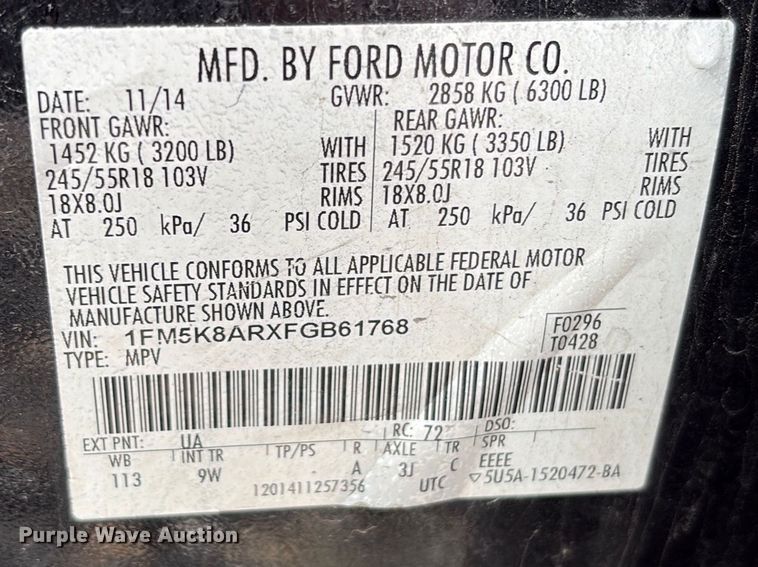 MFD. BY FORD MOTOR CO.
DATE: 11/14 GVWR: 2858 KG ( 6300 LB)
FRONT GAWR: REAR GAWR:
1452 KG ( 3200 LB) WITH 1520 KG ( 3350 LB) WITH
245/55R18 103V TIRES 245/55R18 103V TIRES
18X8.0J RIMS 18X8.0J RIMS
AT 250 kPa/ 36 PSI COLD AT 250 kPa/ 36 PSI COLD
THIS VEHICLE CONFORMS TO ALL APPLICABLE FEDERAL MOTOR
VEHICLE SAFETY STANDARDS IN EFFECT ON THE DATE OF
MANUFACTURE SHOWN ABOVE.
VIN: 1FM5K8ARXFGB61768 F0296
TYPE: MPV T0428
EXT PNT: UA RC: 72 DSO:
WB INT TR TP/PS R AXLE TR SPR
113 9W - A 3J C EEEE
1201411257356 UTC ▽5U5A-1520472-BA
Purple Wave Auction